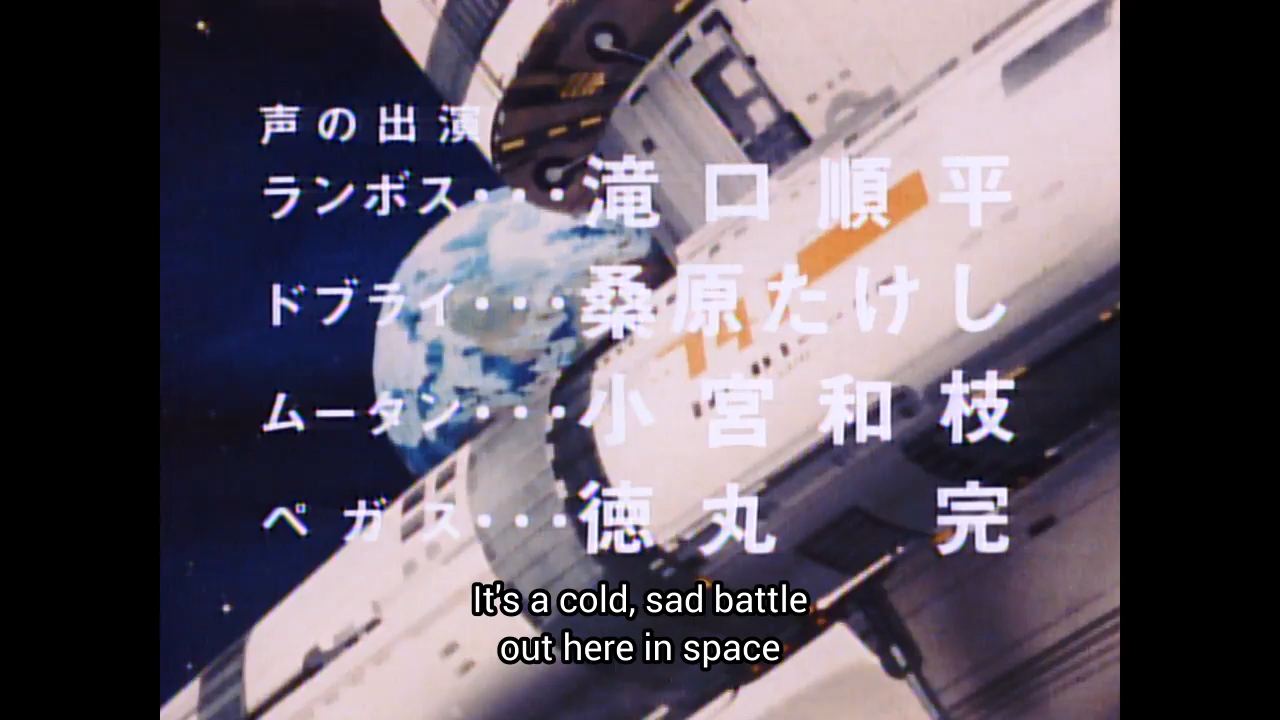 声の出演
ランボス・・・滝口順平
ドブライ・・・桑原たけし
ムータン・・・小宮和枝
ペガス・・・徳丸 完
74
It's a cold, sad battle
out here in space